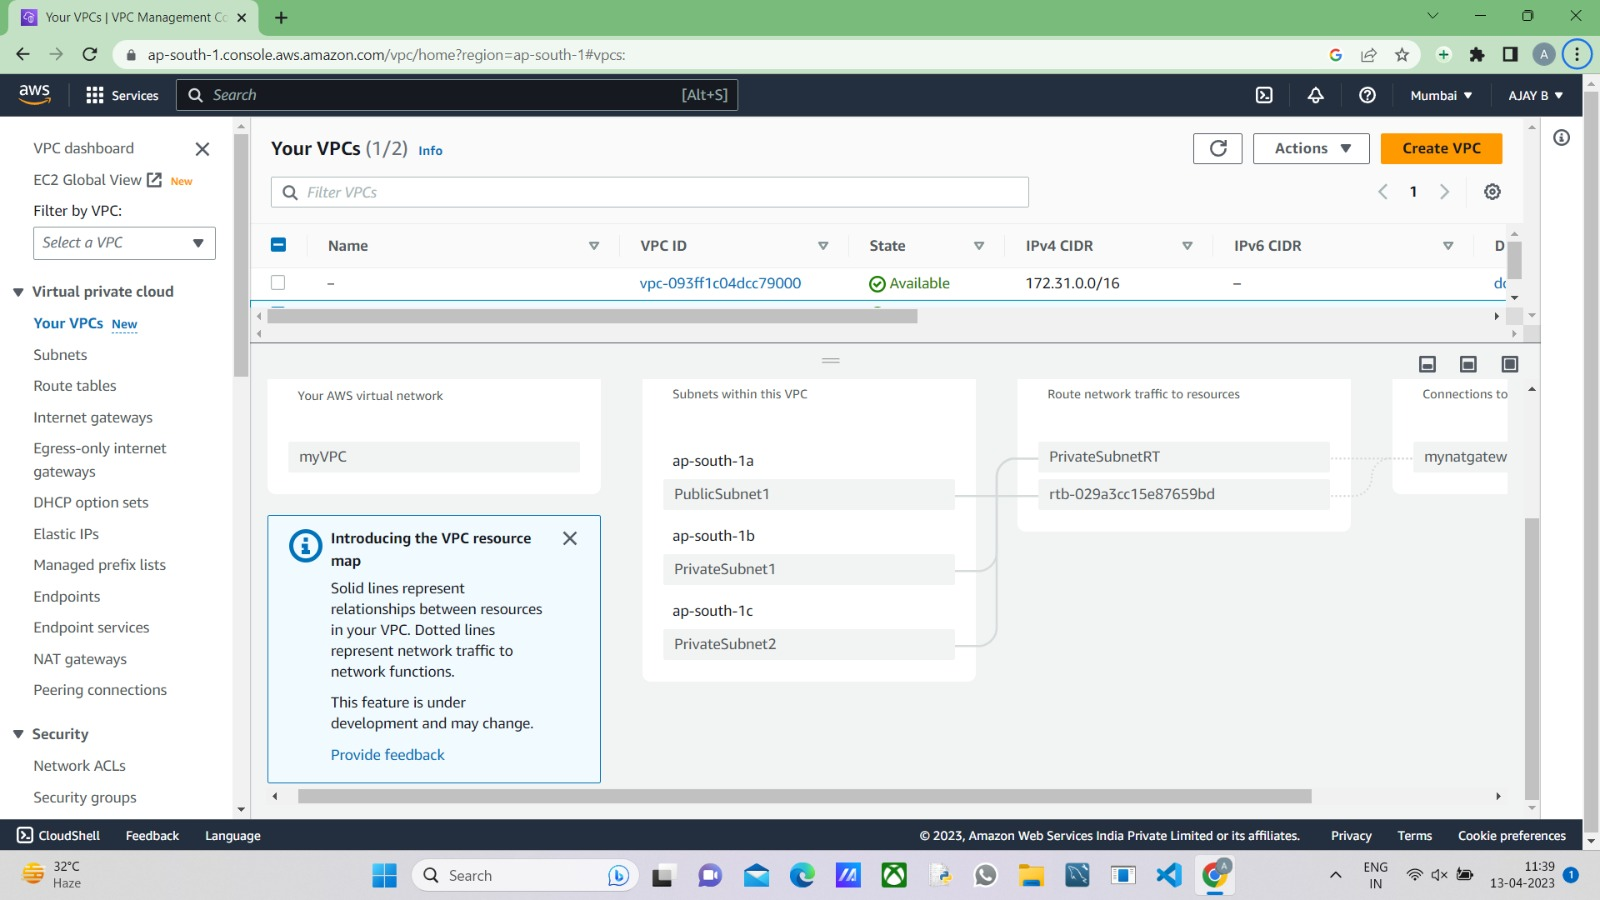 Your VPCs | VPC Management Co
ap-south-1.console.aws.amazon.com/vpc/home?region=ap-south-1#vpcs:
G
A
aws
Services
Search
[Alt+S]
Mumbai
AJAY B
VPC dashboard
EC2 Global View
New
Filter by VPC:
Select a VPC
Virtual private cloud
Your VPCs New
Subnets
Route tables
Internet gateways
Egress-only internet
gateways
DHCP option sets
Elastic IPs
Managed prefix lists
Endpoints
Endpoint services
NAT gateways
Peering connections
Security
Network ACLs
Security groups
Your VPCs (1/2) Info
Actions
Create VPC
Filter VPCs
1
Name
VPC ID
State
IPv4 CIDR
IPv6 CIDR
D
–
vpc-093ff1c04dcc79000
Available
172.31.0.0/16
–
Your AWS virtual network
myVPC
Introducing the VPC resource
map
Solid lines represent
relationships between resources
in your VPC. Dotted lines
represent network traffic to
network functions.
This feature is under
development and may change.
Provide feedback
Subnets within this VPC
ap-south-1a
PublicSubnet1
ap-south-1b
PrivateSubnet1
ap-south-1c
PrivateSubnet2
Route network traffic to resources
PrivateSubnetRT
rtb-029a3cc15e87659bd
Connections to
mynatgatew
CloudShell
Feedback
Language
© 2023, Amazon Web Services India Private Limited or its affiliates.
Privacy
Terms
Cookie preferences
32°C
Haze
Search
A
ENG
IN
11:39
13-04-2023
1